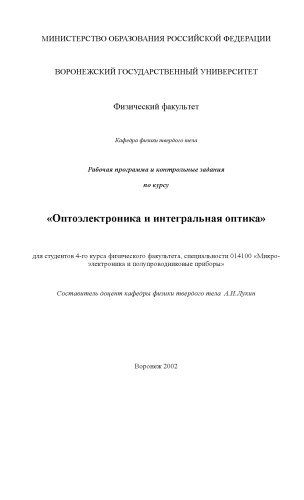 МИНИСТЕРСТВО ОБРАЗОВАНИЯ РОССИЙСКОЙ ФЕДЕРАЦИИ
ВОРОНЕЖСКИЙ ГОСУДАРСТВЕННЫЙ УНИВЕРСИТЕТ
Физический факультет
Кафедра физики твердого тела
Рабочая программа и контрольные задания
по курсу
«Оптоэлектроника и интегральная оптика»
для студентов 4-го курса физического факультета, специальности 014100 «Микро-
электроника и полупроводниковые приборы»
Составитель доцент кафедры физики твердого тела А.Н.Лукин
Воронеж 2002